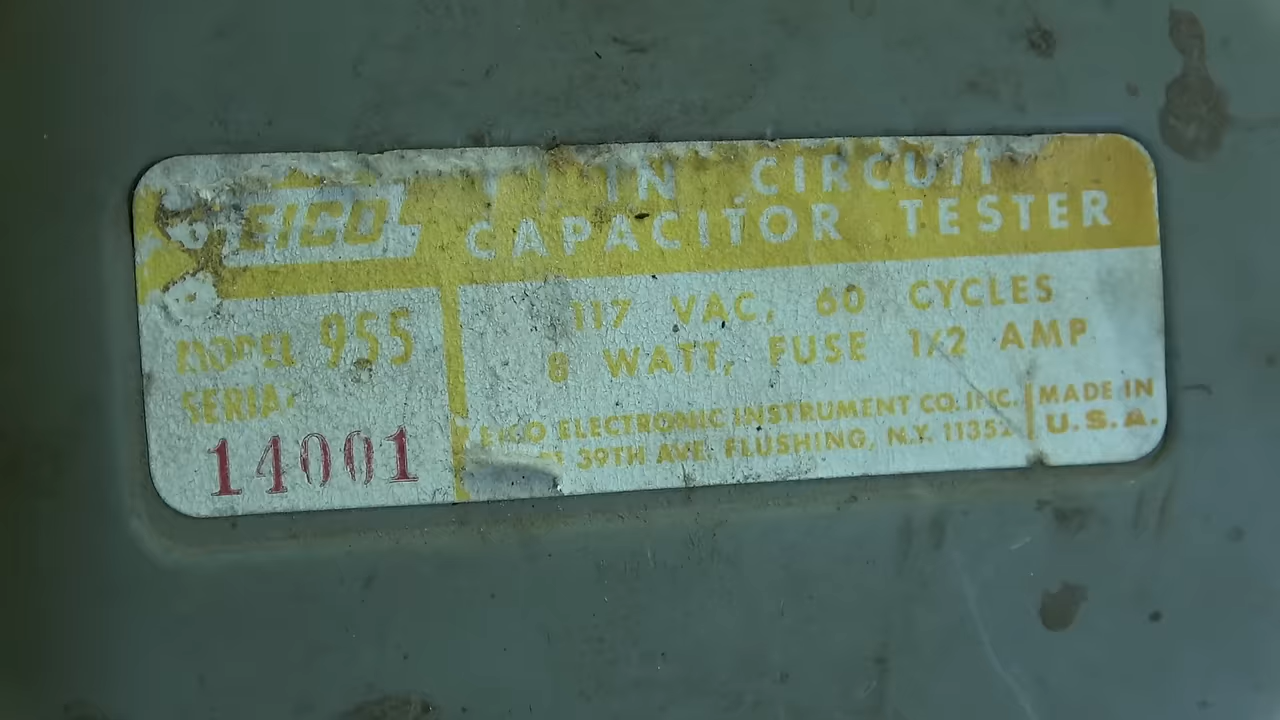 EICO
IN CIRCUIT
CAPACITOR TESTER
MODEL 955
SERIAL
14001
117 VAC, 60 CYCLES
8 WATT, FUSE 1/2 AMP
EICO ELECTRONIC INSTRUMENT CO. INC.
39TH AVE. FLUSHING, N.Y. 11352
MADE IN
U.S.A.